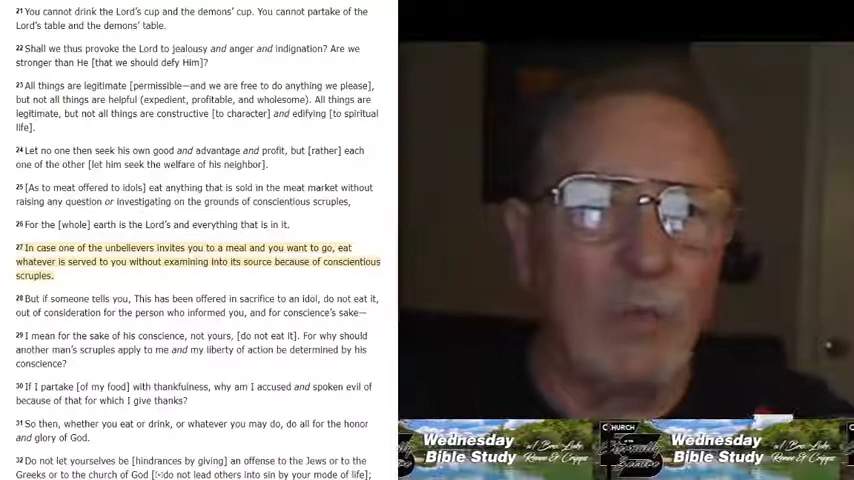 21 You cannot drink the Lord's cup and the demons' cup. You cannot partake of the
Lord's table and the demons' table.
22 Shall we thus provoke the Lord to jealousy and anger and indignation? Are we
stronger than He [that we should defy Him]?
23 All things are legitimate [permissible—and we are free to do anything we please],
but not all things are helpful (expedient, profitable, and wholesome). All things are
legitimate, but not all things are constructive [to character] and edifying [to spiritual
life].
24 Let no one then seek his own good and advantage and profit, but [rather] each
one of the other [let him seek the welfare of his neighbor].
25 [As to meat offered to idols] eat anything that is sold in the meat market without
raising any question or investigating on the grounds of conscientious scruples,
26 For the [whole] earth is the Lord's and everything that is in it.
27 In case one of the unbelievers invites you to a meal and you want to go, eat
whatever is served to you without examining into its source because of conscientious
scruples.
28 But if someone tells you, This has been offered in sacrifice to an idol, do not eat it,
out of consideration for the person who informed you, and for conscience's sake—
29 I mean for the sake of his conscience, not yours, [do not eat it]. For why should
another man's scruples apply to me and my liberty of action be determined by his
conscience?
30 If I partake [of my food] with thankfulness, why am I accused and spoken evil of
because of that for which I give thanks?
31 So then, whether you eat or drink, or whatever you may do, do all for the honor
and glory of God.
32 Do not let yourselves be [hindrances by giving] an offense to the Jews or to the
Greeks or to the church of God [do not lead others into sin by your mode of life];
Wednesday
Bible Study
CHURCH
Wednesday
Bible Study